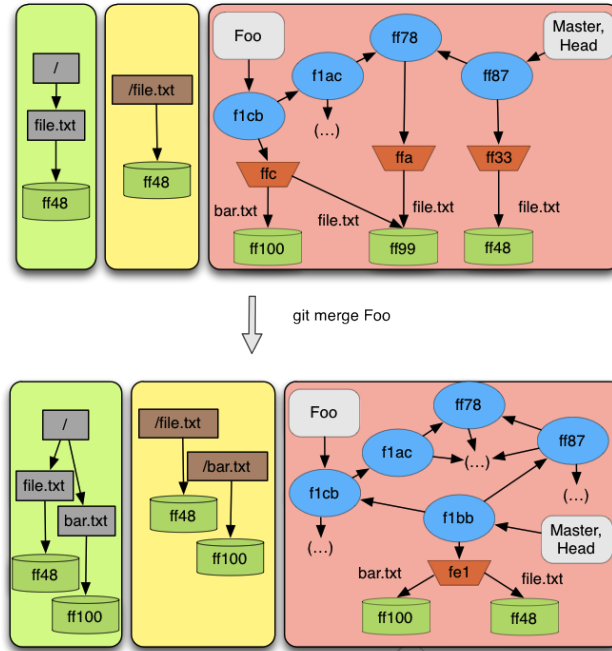 /
file.txt
ff48
/file.txt
ff48
Foo
ff78
Master,
Head
f1ac
ff87
f1cb
(...)
ffc
ffa
ff33
bar.txt
file.txt
file.txt
file.txt
ff100
ff99
ff48
git merge Foo
/
file.txt
bar.txt
ff48
ff100
/file.txt
/bar.txt
ff48
ff100
Foo
ff78
f1ac
ff87
(...)
f1cb
(...)
f1bb
(...)
Master,
Head
bar.txt
fe1
file.txt
ff100
ff48